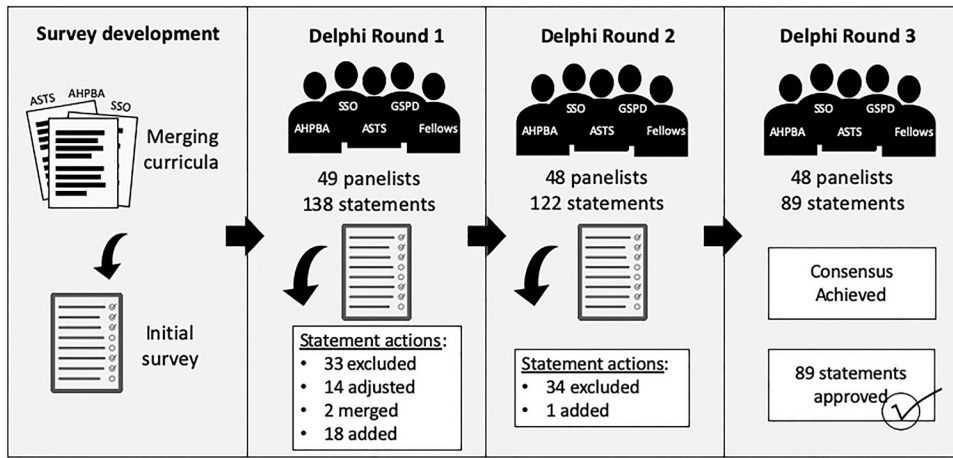 Survey development
ASTS
AHPBA
SSO
Merging
curricula
Initial
survey
Delphi Round 1
SSO
GSPD
AHPBA
ASTS
Fellows
49 panelists
138 statements
Statement actions:
• 33 excluded
• 14 adjusted
• 2 merged
• 18 added
Delphi Round 2
SSO
GSPD
AHPBA
ASTS
Fellows
48 panelists
122 statements
Statement actions:
• 34 excluded
• 1 added
Delphi Round 3
SSO
GSPD
AHPBA
ASTS
Fellows
48 panelists
89 statements
Consensus
Achieved
89 statements
approved